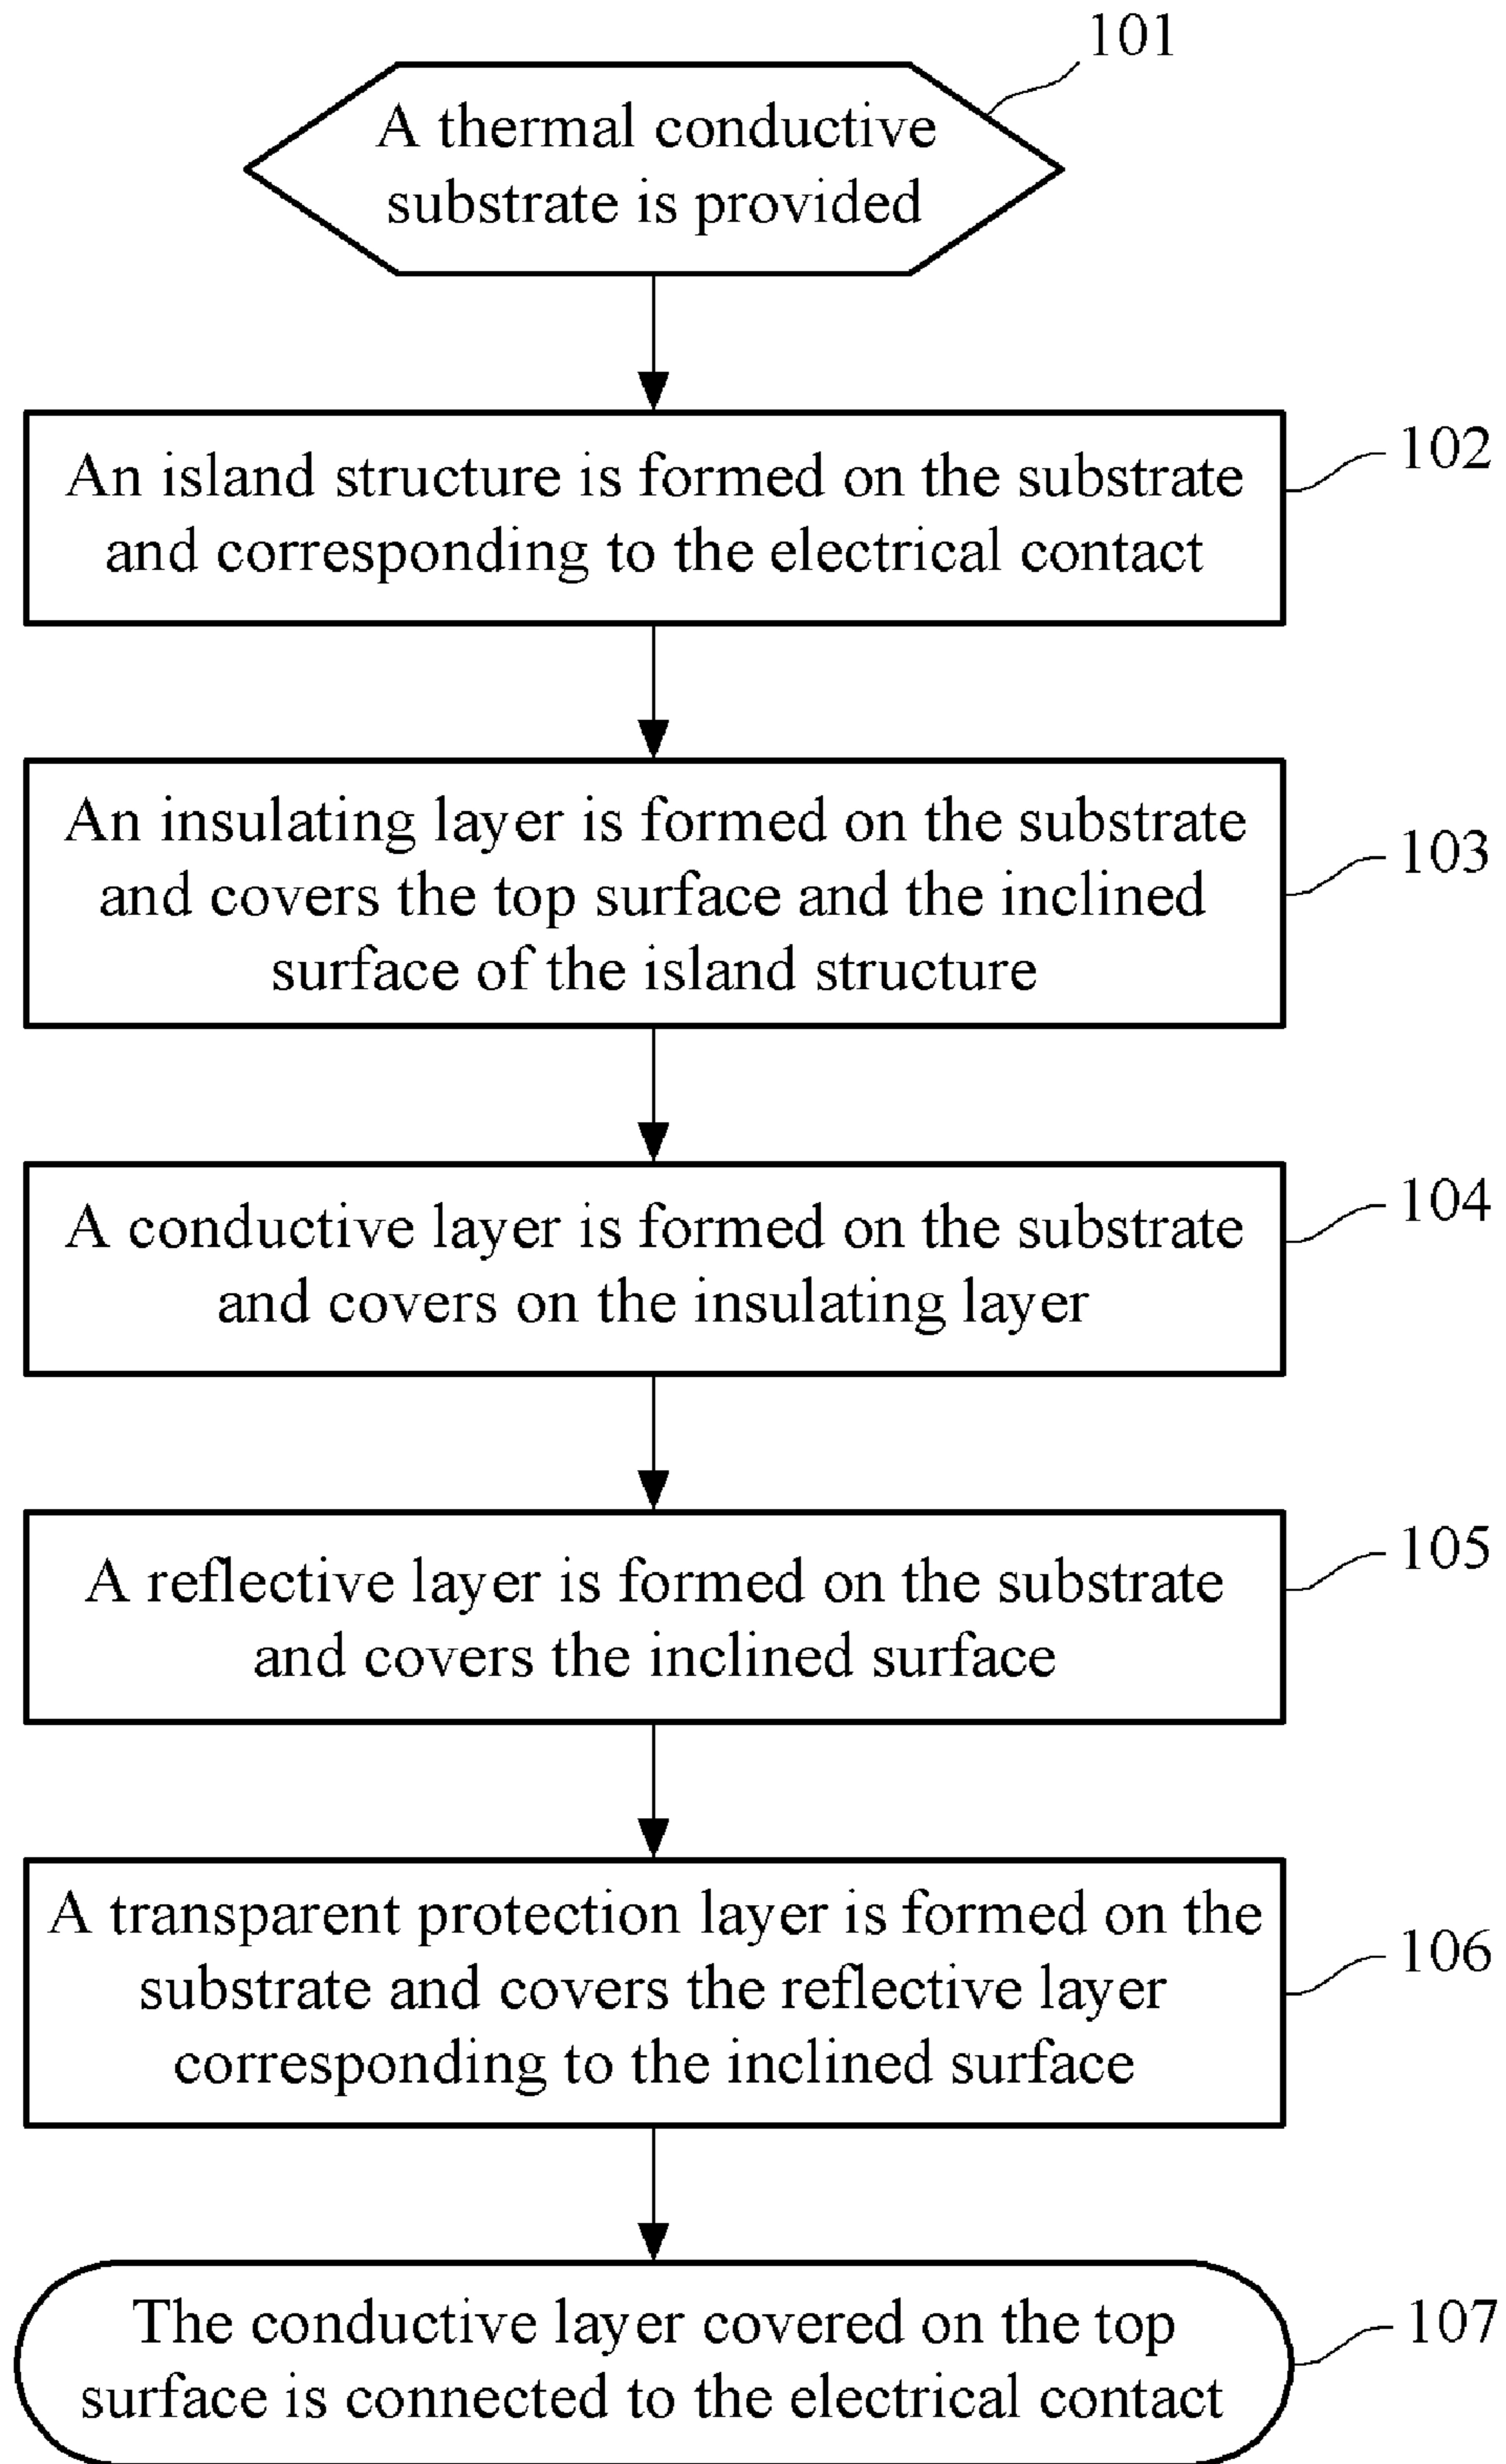 101
A thermal conductive
substrate is provided
102
An island structure is formed on the substrate
and corresponding to the electrical contact
103
An insulating layer is formed on the substrate
and covers the top surface and the inclined
surface of the island structure
104
A conductive layer is formed on the substrate
and covers on the insulating layer
105
A reflective layer is formed on the substrate
and covers the inclined surface
106
A transparent protection layer is formed on the
substrate and covers the reflective layer
corresponding to the inclined surface
107
The conductive layer covered on the top
surface is connected to the electrical contact